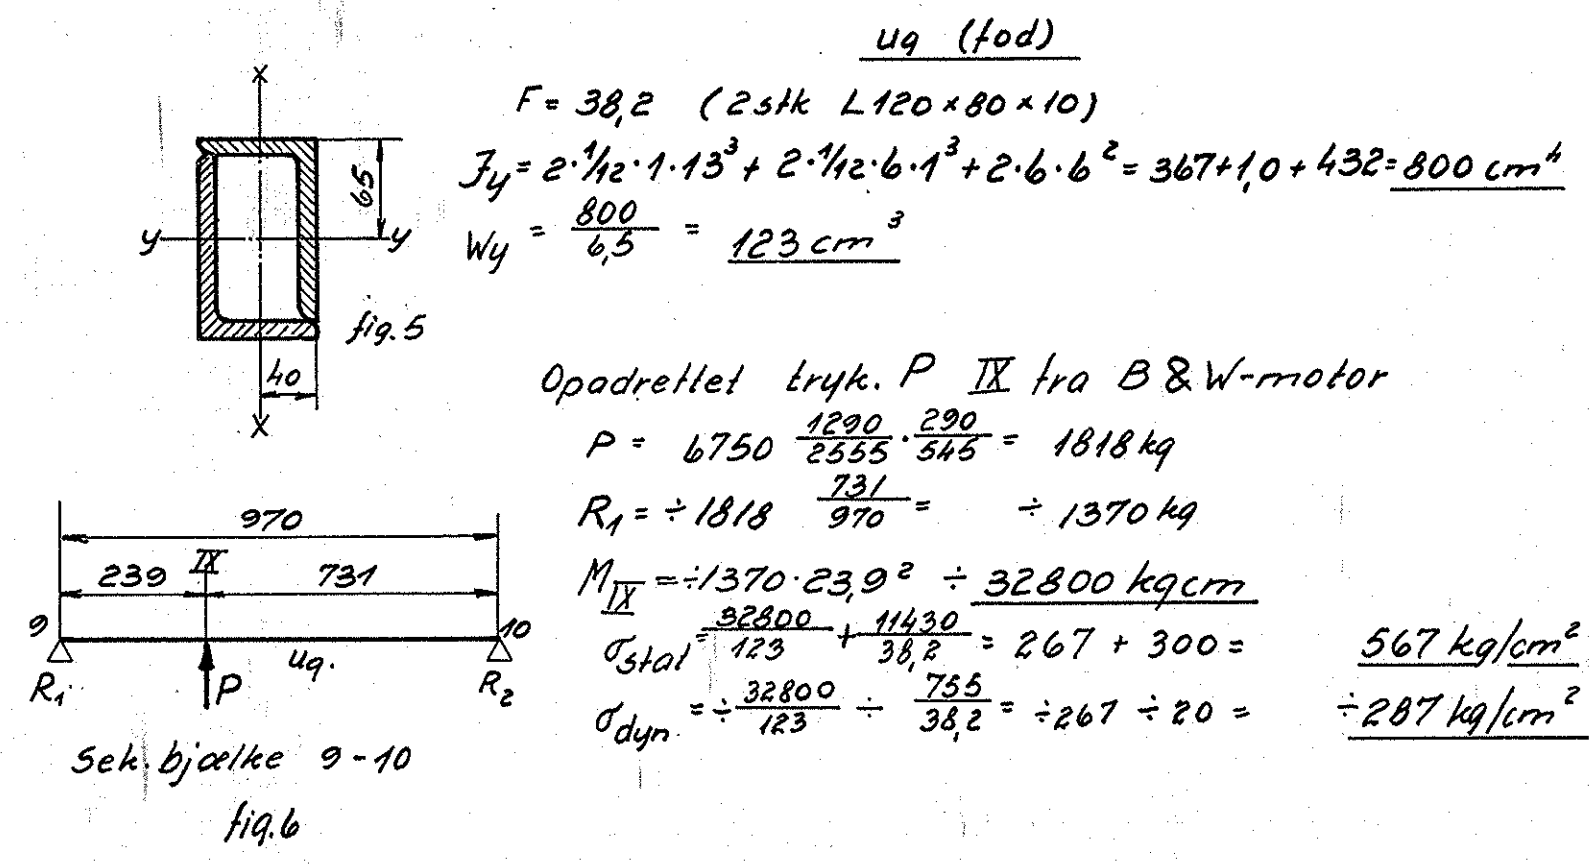 ug (fod)
F = 38,2 (2 stk L 120 × 80 × 10)
Jy = 2·1/12·1·13³ + 2·1/12·6·1³ + 2·6·6² = 367+1,0+432 = 800 cm⁴
Wy = 800/6,5 = 123 cm³
x
65
y y
fig. 5
40
x
Opadrettet tryk. P IX fra B & W-motor
P = 6750 1290/2555 · 290/545 = 1818 kg
R₁ = ÷ 1818 731/970 = ÷ 1370 kg
M_IX = ÷1370·23,9² ÷ 32800 kgcm
σstat = 32800/123 + 11430/38,2 = 267 + 300 = 567 kg/cm²
σdyn. = ÷ 32800/123 ÷ 755/38,2 = ÷267 ÷ 20 = ÷287 kg/cm²
970
239 IX 731
9 10
ug.
R₁. P R₂
Sek. bjælke 9-10
fig. 6